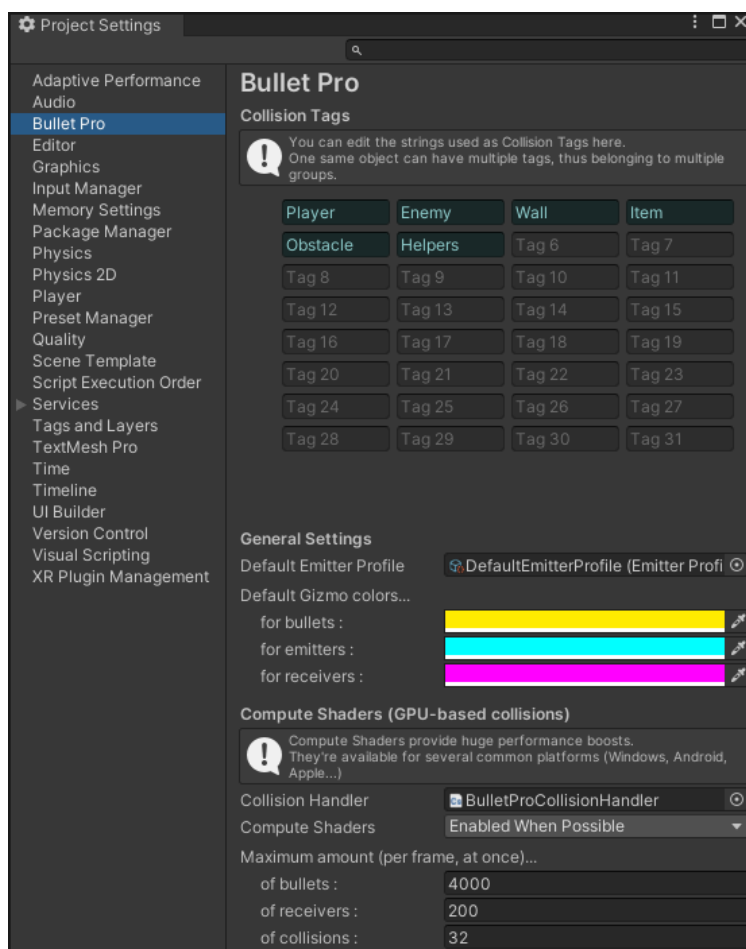 Project Settings
Adaptive Performance
Audio
Bullet Pro
Editor
Graphics
Input Manager
Memory Settings
Package Manager
Physics
Physics 2D
Player
Preset Manager
Quality
Scene Template
Script Execution Order
Services
Tags and Layers
TextMesh Pro
Time
Timeline
UI Builder
Version Control
Visual Scripting
XR Plugin Management
Bullet Pro
Collision Tags
You can edit the strings used as Collision Tags here.
One same object can have multiple tags, thus belonging to multiple
groups.
Player Enemy Wall Item
Obstacle Helpers Tag 6 Tag 7
Tag 8 Tag 9 Tag 10 Tag 11
Tag 12 Tag 13 Tag 14 Tag 15
Tag 16 Tag 17 Tag 18 Tag 19
Tag 20 Tag 21 Tag 22 Tag 23
Tag 24 Tag 25 Tag 26 Tag 27
Tag 28 Tag 29 Tag 30 Tag 31
General Settings
Default Emitter Profile DefaultEmitterProfile (Emitter Profi
Default Gizmo colors...
for bullets :
for emitters :
for receivers :
Compute Shaders (GPU-based collisions)
Compute Shaders provide huge performance boosts.
They're available for several common platforms (Windows, Android,
Apple...)
Collision Handler BulletProCollisionHandler
Compute Shaders Enabled When Possible
Maximum amount (per frame, at once)...
of bullets : 4000
of receivers : 200
of collisions : 32